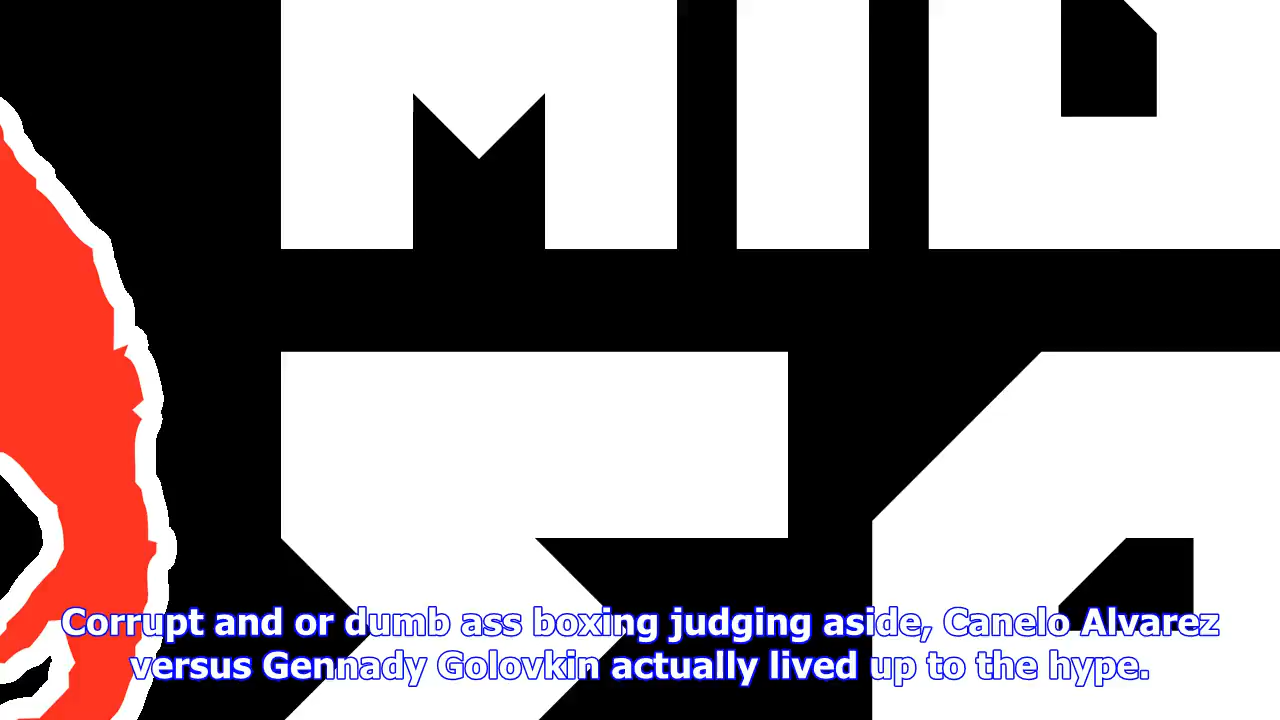 Corrupt and or dumb ass boxing judging aside, Canelo Alvarez
versus Gennady Golovkin actually lived up to the hype.